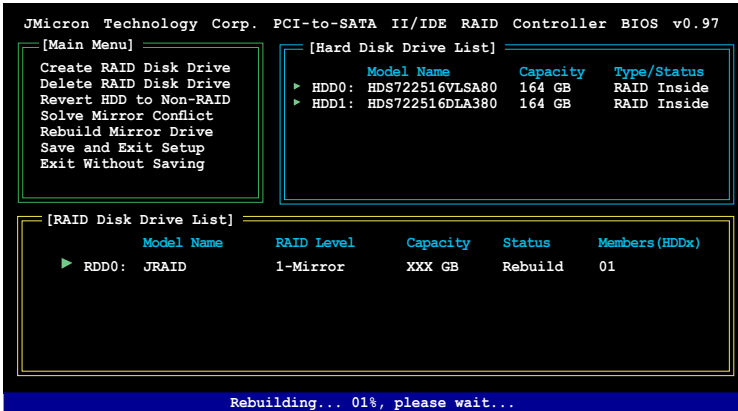 JMicron Technology Corp. PCI-to-SATA II/IDE RAID Controller BIOS v0.97
[Main Menu]
Create RAID Disk Drive
Delete RAID Disk Drive
Revert HDD to Non-RAID
Solve Mirror Conflict
Rebuild Mirror Drive
Save and Exit Setup
Exit Without Saving
[Hard Disk Drive List]
Model Name Capacity Type/Status
HDD0: HDS722516VLSA80 164 GB RAID Inside
HDD1: HDS722516DLA380 164 GB RAID Inside
[RAID Disk Drive List]
Model Name RAID Level Capacity Status Members(HDDx)
RDD0: JRAID 1-Mirror XXX GB Rebuild 01
Rebuilding... 01%, please wait...